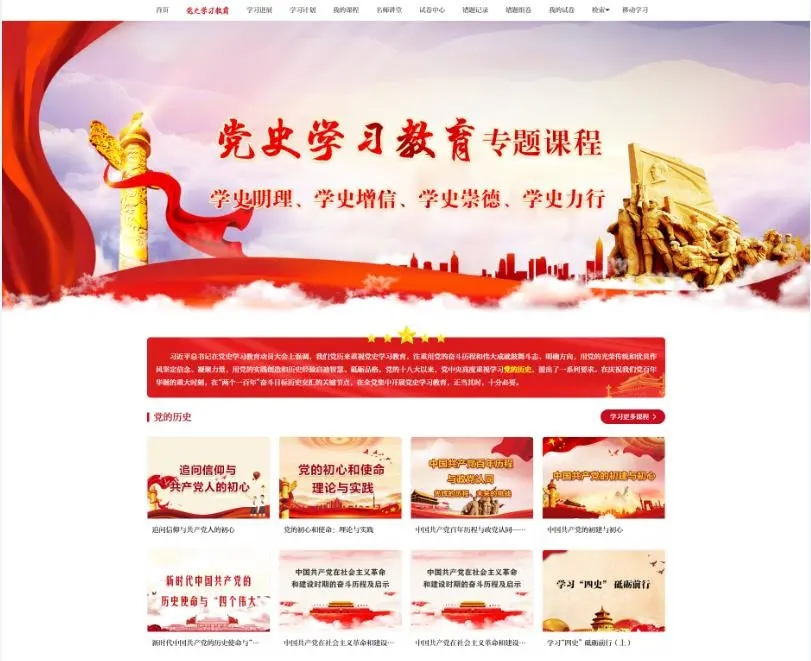 首页 党史学习教育 学习进展 学习计划 我的课程 名师讲堂 试卷中心 错题记录 错题组卷 我的试卷 检索 移动学习
党史学习教育专题课程
学史明理、学史增信、学史崇德、学史力行
习近平总书记在党史学习教育动员大会上强调，我们党历来重视党史学习教育，注重用党的奋斗历程和伟大成就鼓舞斗志、明确方向，用党的光荣传统和优良作
风坚定信念、凝聚力量，用党的实践创造和历史经验启迪智慧、砥砺品格。党的十八大以来，党中央高度重视学习党的历史，提出了一系列要求。在庆祝我们党百年
华诞的重大时刻，在“两个一百年”奋斗目标历史交汇的关键节点，在全党集中开展党史学习教育，正当其时，十分必要。
党的历史
学习更多课程 >
追问信仰与
共产党人的初心
党的初心和使命
理论与实践
中国共产党百年历程
与政党认同
光辉的历程、未来的挑战
中国共产党的初建与初心
追问信仰与共产党人的初心
党的初心和使命：理论与实践
中国共产党百年历程与政党认同——…
中国共产党的初建与初心
新时代中国共产党的
历史使命与“四个伟大”
中国共产党在社会主义革命
和建设时期的奋斗历程及启示
中国共产党在社会主义革命
和建设时期的奋斗历程及启示
学习“四史” 砥砺前行
新时代中国共产党的历史使命与“…
中国共产党在社会主义革命和建设…
中国共产党在社会主义革命和建设…
学习“四史” 砥砺前行（上）